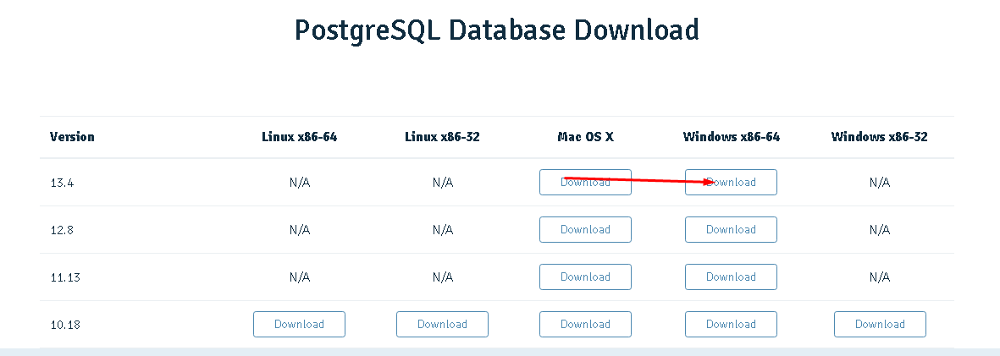 PostgreSQL Database Download
Version Linux x86-64 Linux x86-32 Mac OS X Windows x86-64 Windows x86-32
13.4 N/A N/A Download Download N/A
12.8 N/A N/A Download Download N/A
11.13 N/A N/A Download Download N/A
10.18 Download Download Download Download Download